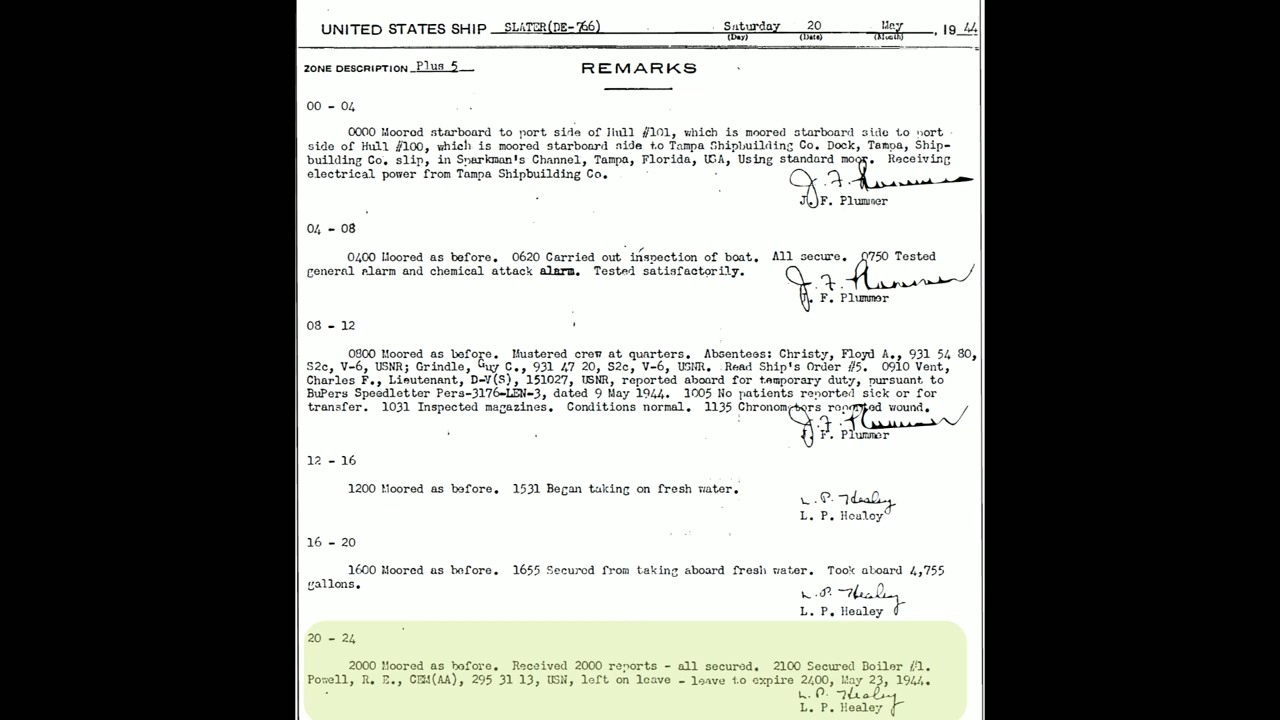 UNITED STATES SHIP SLATER(DE-766) Saturday 20 May , 19 44
(Day) (Date) (Month)
ZONE DESCRIPTION Plus 5 REMARKS
00 - 04
0000 Moored starboard to port side of Hull #101, which is moored starboard side to port
side of Hull #100, which is moored starboard side to Tampa Shipbuilding Co. Dock, Tampa, Ship-
building Co. slip, in Sparkman's Channel, Tampa, Florida, USA, Using standard moor. Receiving
electrical power from Tampa Shipbuilding Co.
J. F. Plummer
J. F. Plummer
04 - 08
0400 Moored as before. 0620 Carried out inspection of boat. All secure. 0750 Tested
general alarm and chemical attack alarm. Tested satisfactorily.
J. F. Plummer
J. F. Plummer
08 - 12
0800 Moored as before. Mustered crew at quarters. Absentees: Christy, Floyd A., 931 54 80,
S2c, V-6, USNR; Grindle, Guy C., 931 47 20, S2c, V-6, USNR. Read Ship's Order #5. 0910 Vent,
Charles F., Lieutenant, D-V(S), 151027, USNR, reported aboard for temporary duty, pursuant to
BuPers Speedletter Pers-3176-LEN-3, dated 9 May 1944. 1005 No patients reported sick or for
transfer. 1031 Inspected magazines. Conditions normal. 1135 Chronometers reported wound.
J. F. Plummer
J. F. Plummer
12 - 16
1200 Moored as before. 1531 Began taking on fresh water.
L. P. Healey
L. P. Healey
16 - 20
1600 Moored as before. 1655 Secured from taking aboard fresh water. Took aboard 4,755
gallons.
L. P. Healey
L. P. Healey
20 - 24
2000 Moored as before. Received 2000 reports - all secured. 2100 Secured Boiler #1.
Powell, R. E., CEM(AA), 295 31 13, USN, left on leave - leave to expire 2400, May 23, 1944.
L. P. Healey
L. P. Healey